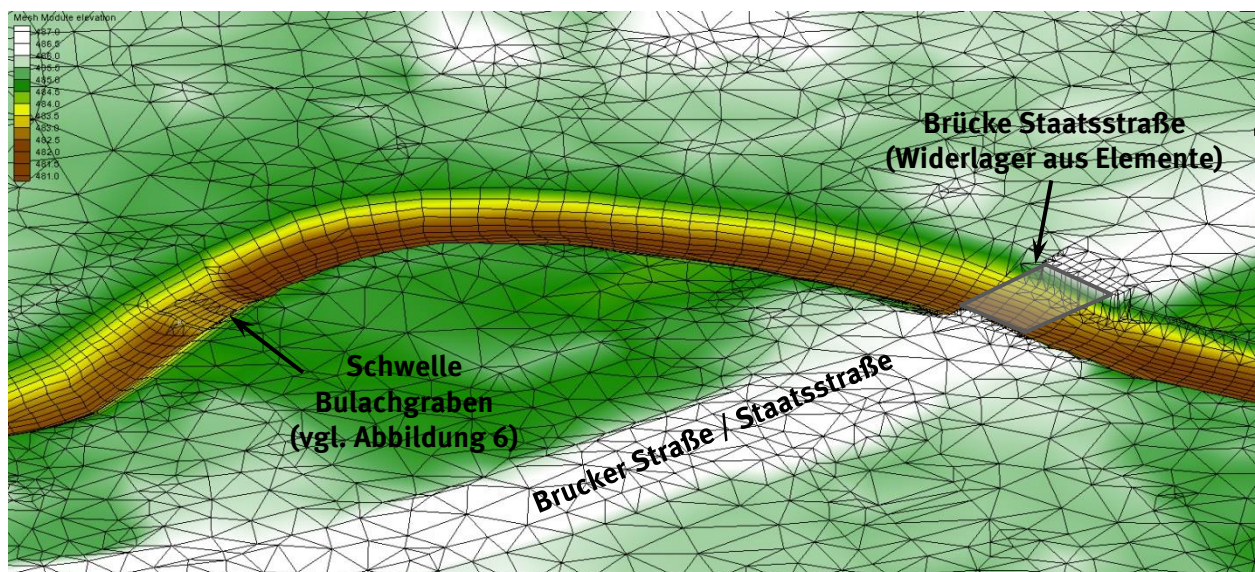 Mesh Module elevation
487.0
486.5
486.0
485.5
485.0
484.5
484.0
483.5
483.0
482.5
482.0
481.5
481.0
Brücke Staatsstraße
(Widerlager aus Elemente)
Schwelle
Bulachgraben
(vgl. Abbildung 6)
Brucker Straße / Staatsstraße